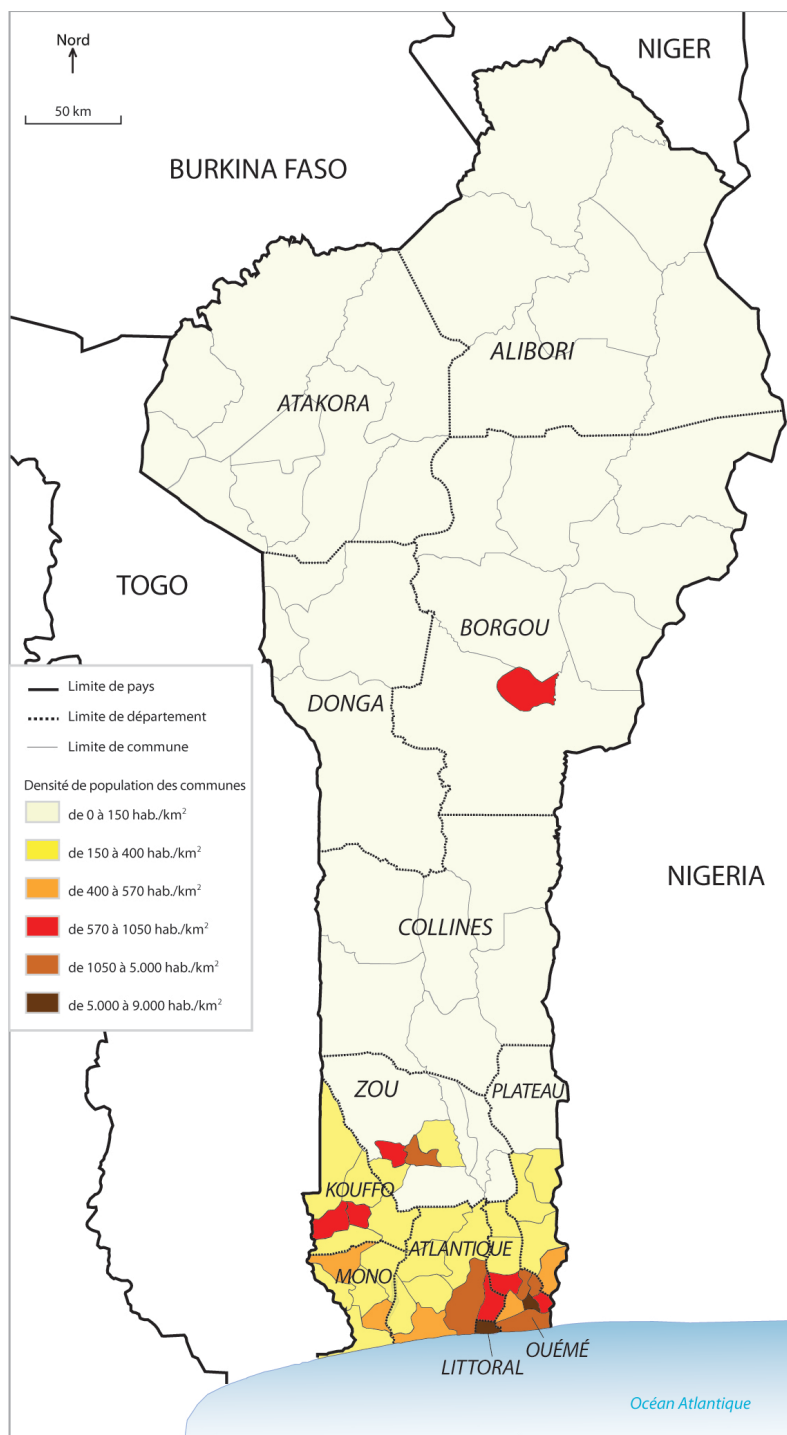 Nord
50 km
NIGER
BURKINA FASO
ALIBORI
ATAKORA
TOGO
BORGOU
DONGA
Limite de pays
Limite de département
Limite de commune
Densité de population des communes
de 0 à 150 hab./km²
de 150 à 400 hab./km²
de 400 à 570 hab./km²
de 570 à 1050 hab./km²
de 1050 à 5.000 hab./km²
de 5.000 à 9.000 hab./km²
NIGERIA
COLLINES
ZOU
PLATEAU
KOUFFO
ATLANTIQUE
MONO
OUÉMÉ
LITTORAL
Océan Atlantique